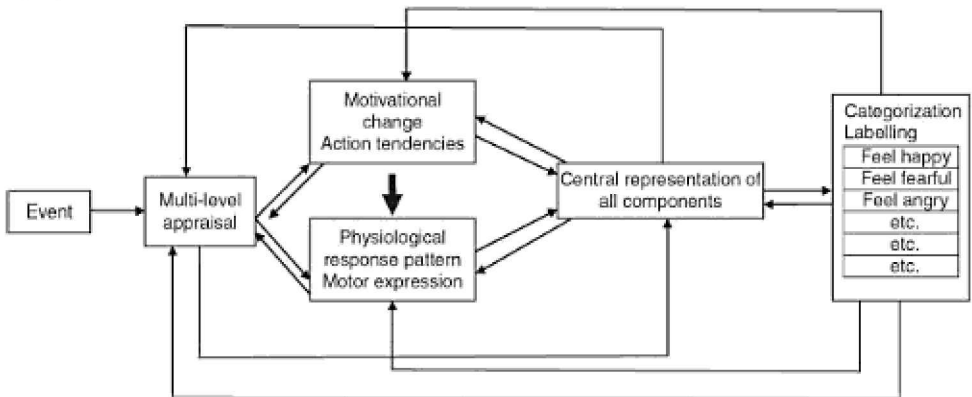 Event
Multi-level
appraisal
Motivational
change
Action tendencies
Physiological
response pattern
Motor expression
Central representation of
all components
Categorization
Labelling
Feel happy
Feel fearful
Feel angry
etc.
etc.
etc.